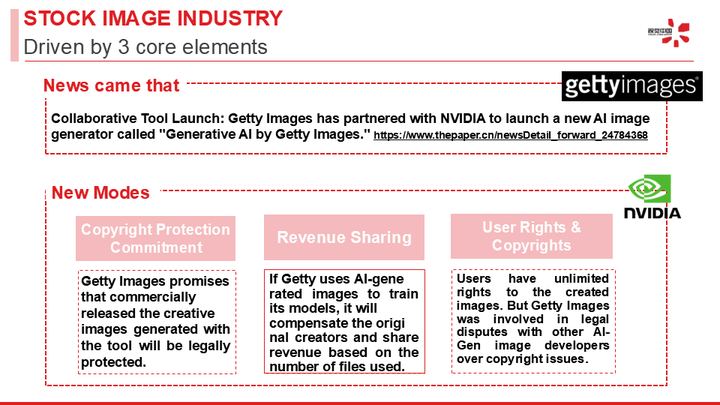 STOCK IMAGE INDUSTRY
Driven by 3 core elements
视觉中国
News came that
gettyimages®
Collaborative Tool Launch: Getty Images has partnered with NVIDIA to launch a new AI image
generator called "Generative AI by Getty Images." https://www.thepaper.cn/newsDetail_forward_24784368
New Modes
NVIDIA
Copyright Protection
Commitment
Revenue Sharing
User Rights &
Copyrights
Getty Images promises
that commercially
released the creative
images generated with
the tool will be legally
protected.
If Getty uses AI-gene
rated images to train
its models, it will
compensate the origi
nal creators and share
revenue based on the
number of files used.
Users have unlimited
rights to the created
images. But Getty Images
was involved in legal
disputes with other AI-
Gen image developers
over copyright issues.